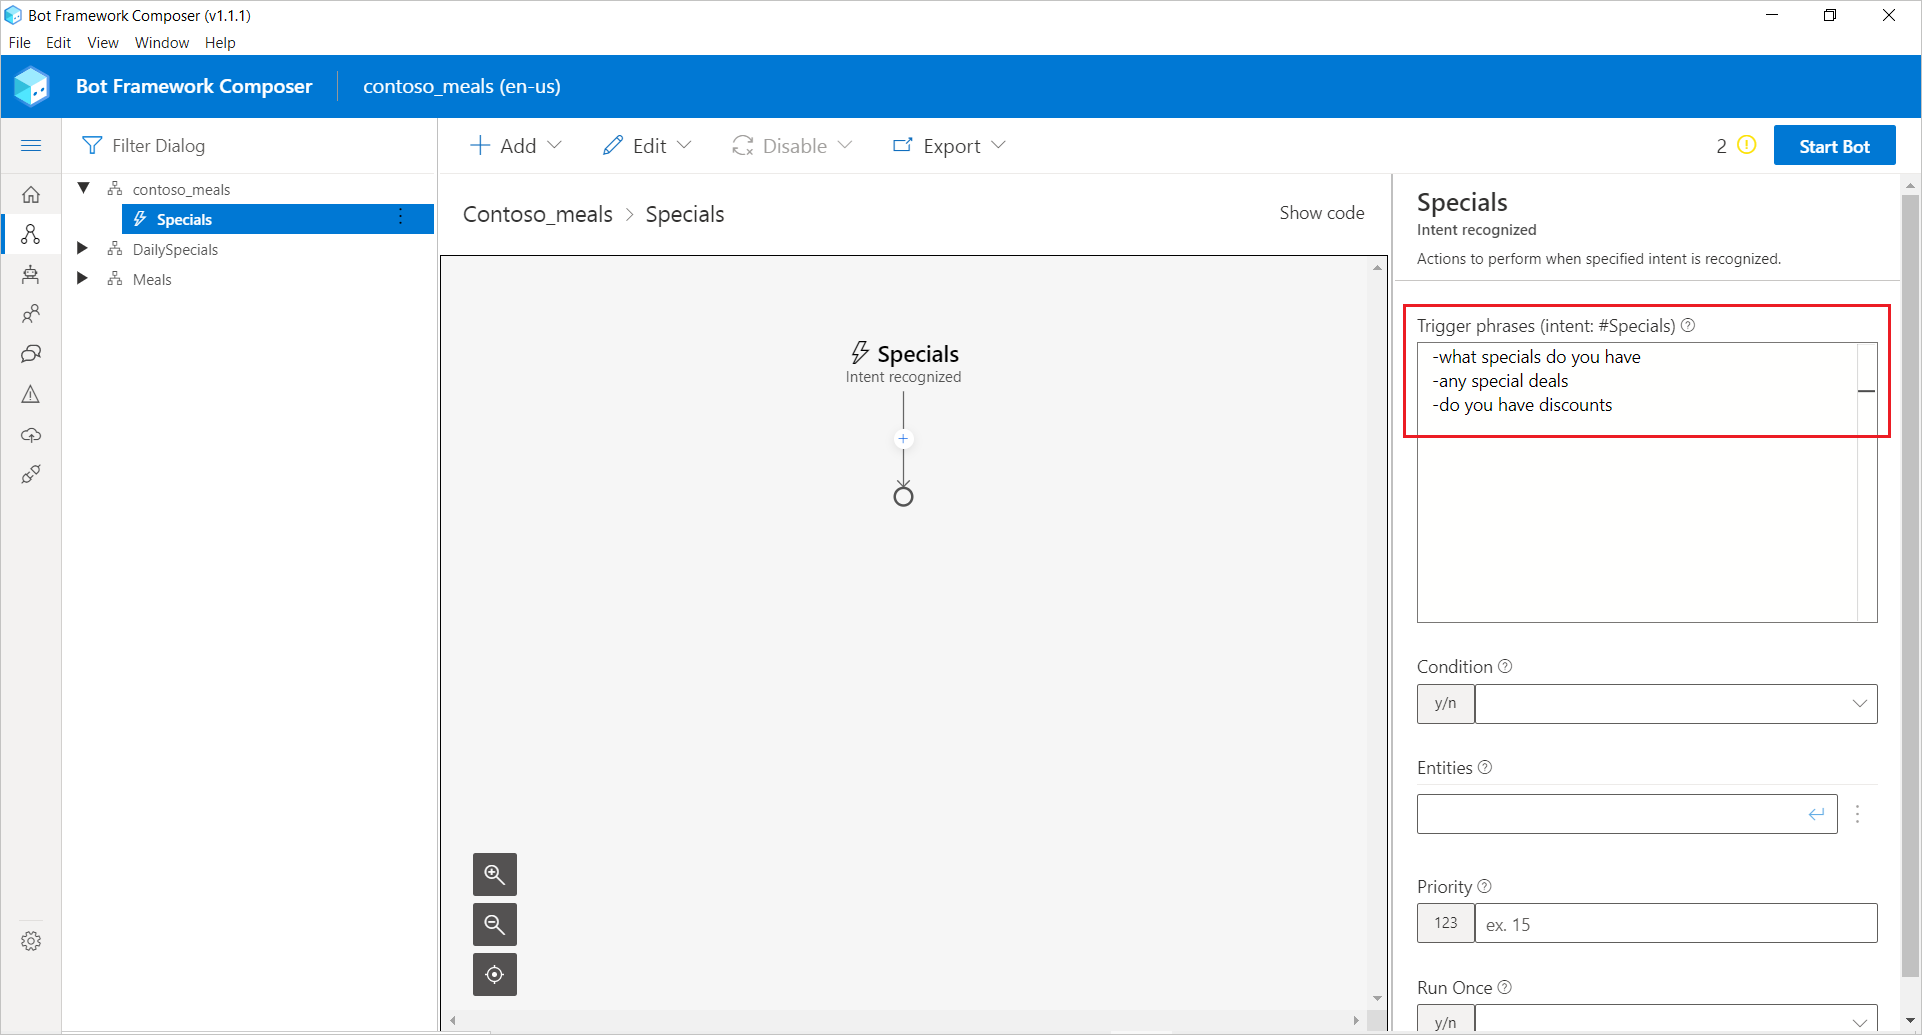 Bot Framework Composer (v1.1.1)
File Edit View Window Help
Bot Framework Composer contoso_meals (en-us)
Filter Dialog
Add Edit Disable Export 2 Start Bot
contoso_meals
Specials
DailySpecials
Meals
Contoso_meals > Specials Show code
Specials
Intent recognized
Specials
Intent recognized
Actions to perform when specified intent is recognized.
Trigger phrases (intent: #Specials)
-what specials do you have
-any special deals
-do you have discounts
Condition
y/n
Entities
Priority
123 ex. 15
Run Once
y/n